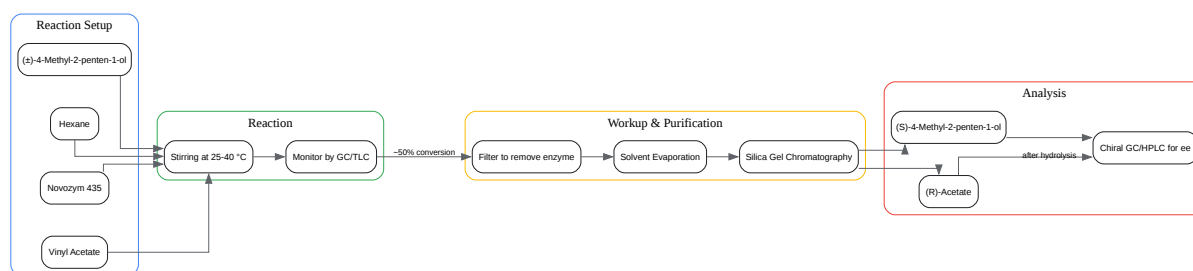 Reaction Setup
(±)-4-Methyl-2-penten-1-ol
Hexane
Novozym 435
Vinyl Acetate
Reaction
Stirring at 25-40 °C
Monitor by GC/TLC
~50% conversion
Workup & Purification
Filter to remove enzyme
Solvent Evaporation
Silica Gel Chromatography
Analysis
(S)-4-Methyl-2-penten-1-ol
(R)-Acetate
after hydrolysis
Chiral GC/HPLC for ee